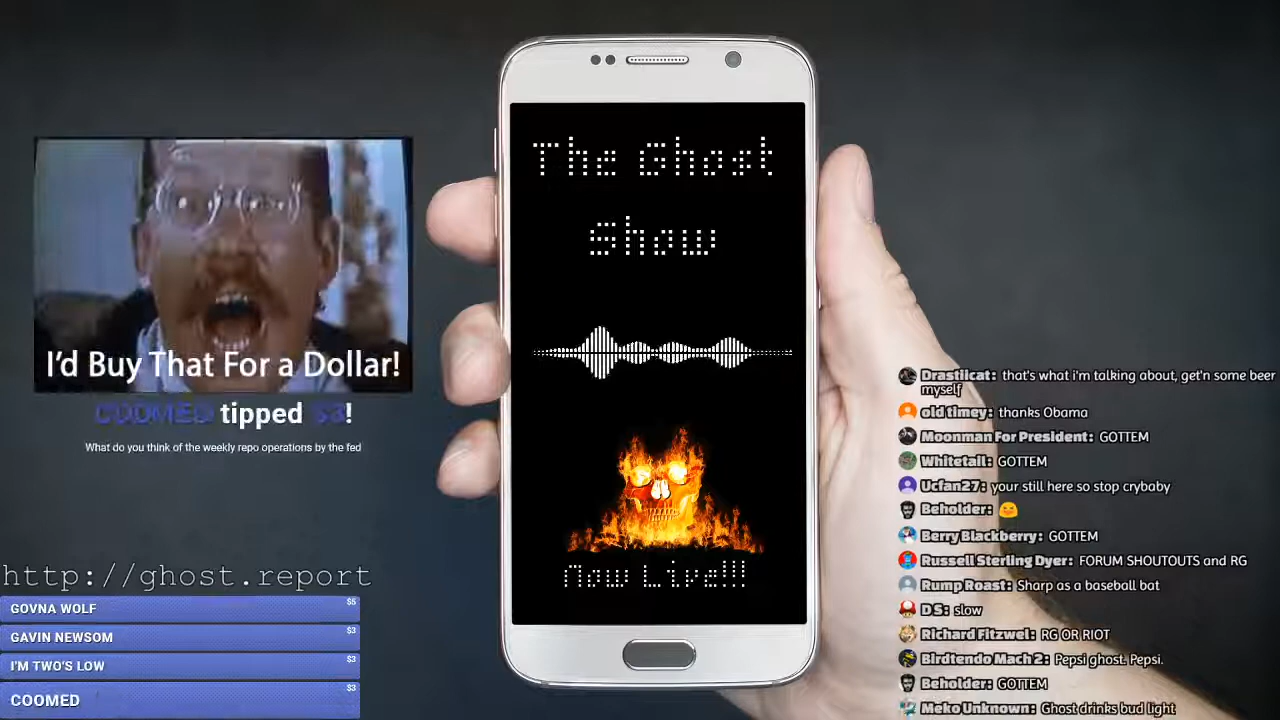 The Ghost
Show
Now Live!!!
I'd Buy That For a Dollar!
COOMED tipped $3!
What do you think of the weekly repo operations by the fed
http://ghost.report
GOVNA WOLF $5
GAVIN NEWSOM $3
I'M TWO'S LOW $3
COOMED $3
Drastiicat: that's what i'm talking about, get'n some beer
myself
old timey: thanks Obama
Moonman For President: GOTTEM
Whitetail: GOTTEM
Ucfan27: your still here so stop crybaby
Beholder: 😆
Berry Blackberry: GOTTEM
Russell Sterling Dyer: FORUM SHOUTOUTS and RG
Rump Roast: Sharp as a baseball bat
D S: slow
Richard Fitzwel: RG OR RIOT
Birdtendo Mach 2: Pepsi ghost. Pepsi.
Beholder: GOTTEM
Meko Unknown: Ghost drinks bud light